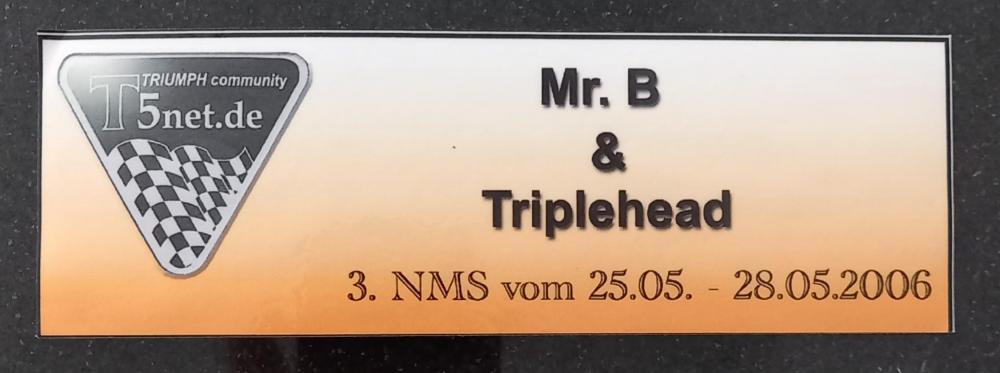 TRIUMPH community
T5net.de
Mr. B
&
Triplehead
3. NMS vom 25.05. - 28.05.2006